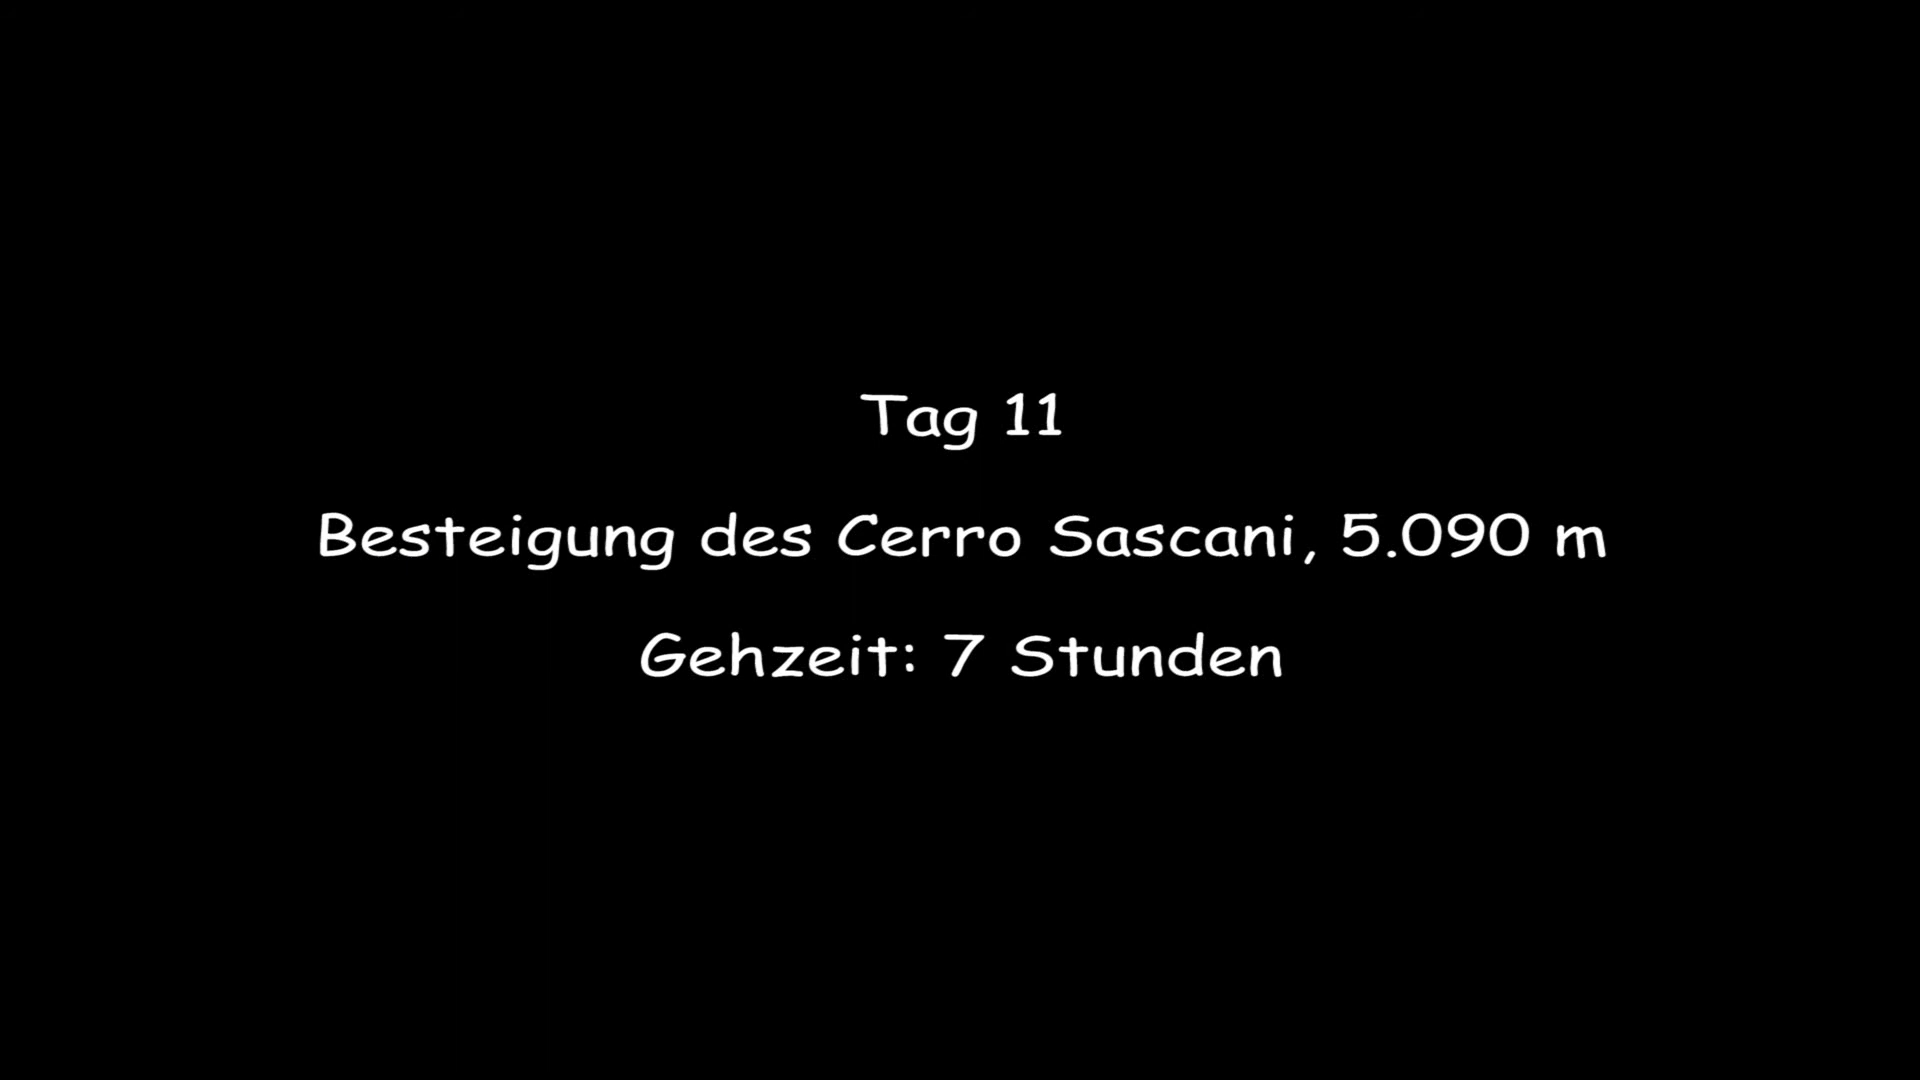 Tag 11
Besteigung des Cerro Sascani, 5.090 m
Gehzeit: 7 Stunden